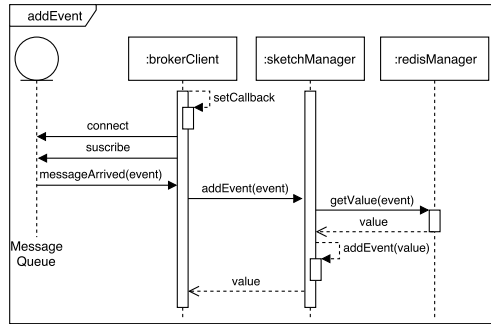 addEvent
:brokerClient
:sketchManager
:redisManager
setCallback
connect
suscribe
messageArrived(event)
addEvent(event)
getValue(event)
value
addEvent(value)
value
Message
Queue